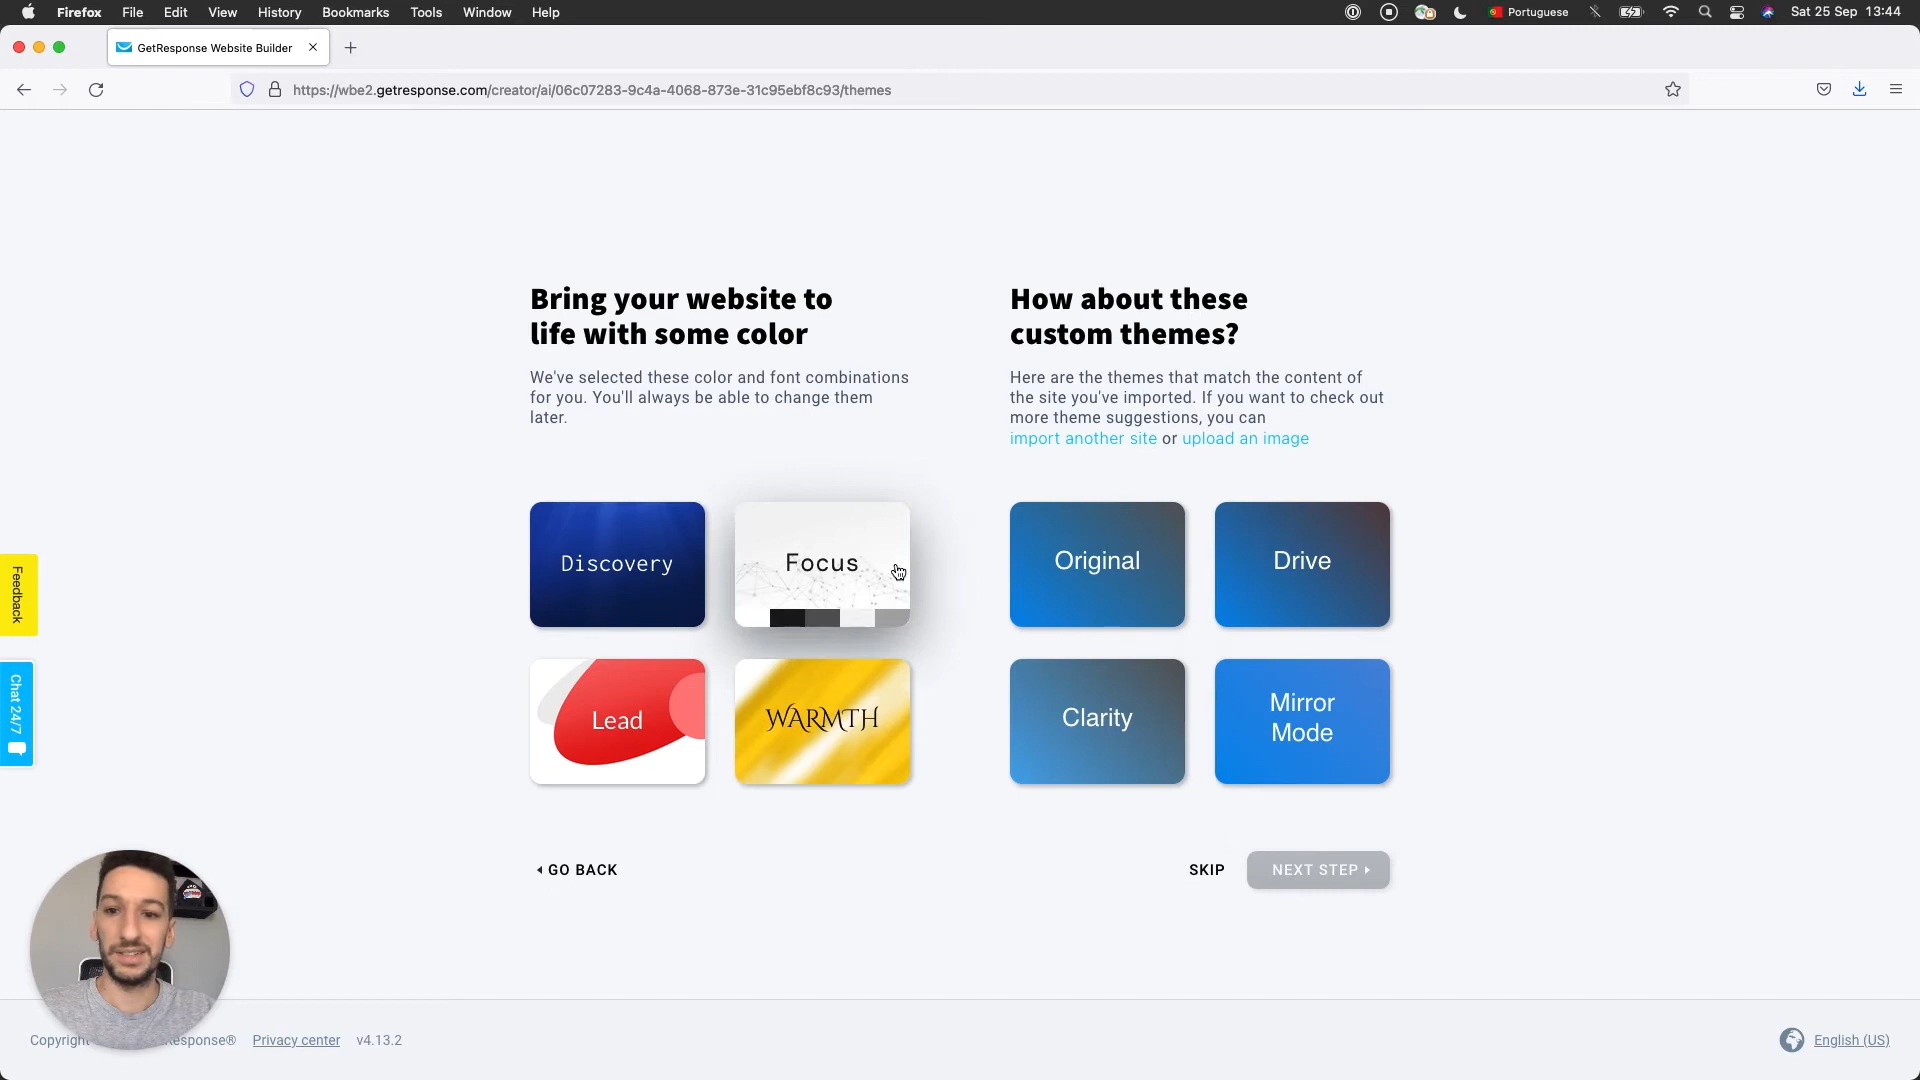 Firefox File Edit View History Bookmarks Tools Window Help
Portuguese Sat 25 Sep 13:44
GetResponse Website Builder
https://wbe2.getresponse.com/creator/ai/06c07283-9c4a-4068-873e-31c95ebf8c93/themes
Bring your website to
life with some color
We've selected these color and font combinations
for you. You'll always be able to change them
later.
How about these
custom themes?
Here are the themes that match the content of
the site you've imported. If you want to check out
more theme suggestions, you can
import another site or upload an image
Discovery
Focus
Original
Drive
Lead
WARMTH
Clarity
Mirror
Mode
Feedback
Chat 24/7
GO BACK
SKIP
NEXT STEP
Copyright
Privacy center
v4.13.2
English (US)